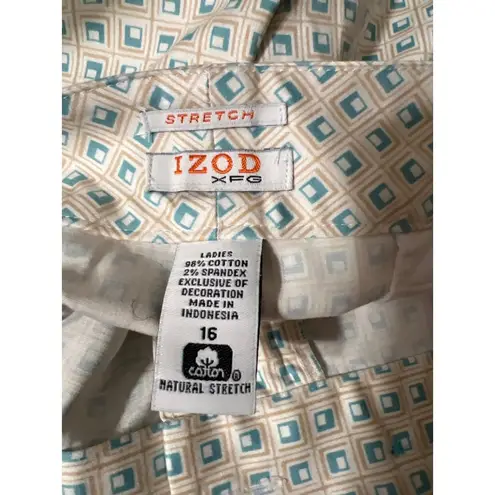 STRETCH
IZOD
XFG
LADIES
98% COTTON
2% SPANDEX
EXCLUSIVE OF
DECORATION
MADE IN
INDONESIA
16
cotton ®
NATURAL STRETCH